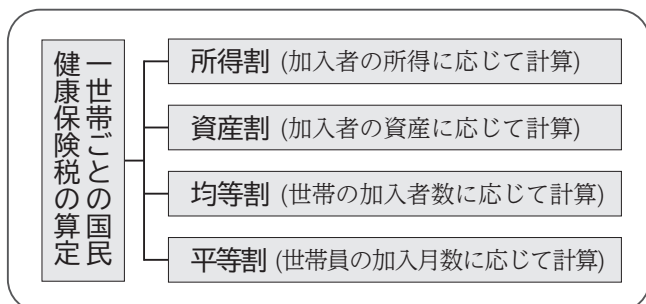 一世帯ごとの国民
健康保険税の算定
所得割 (加入者の所得に応じて計算)
資産割 (加入者の資産に応じて計算)
均等割 (世帯の加入者数に応じて計算)
平等割 (世帯員の加入月数に応じて計算)